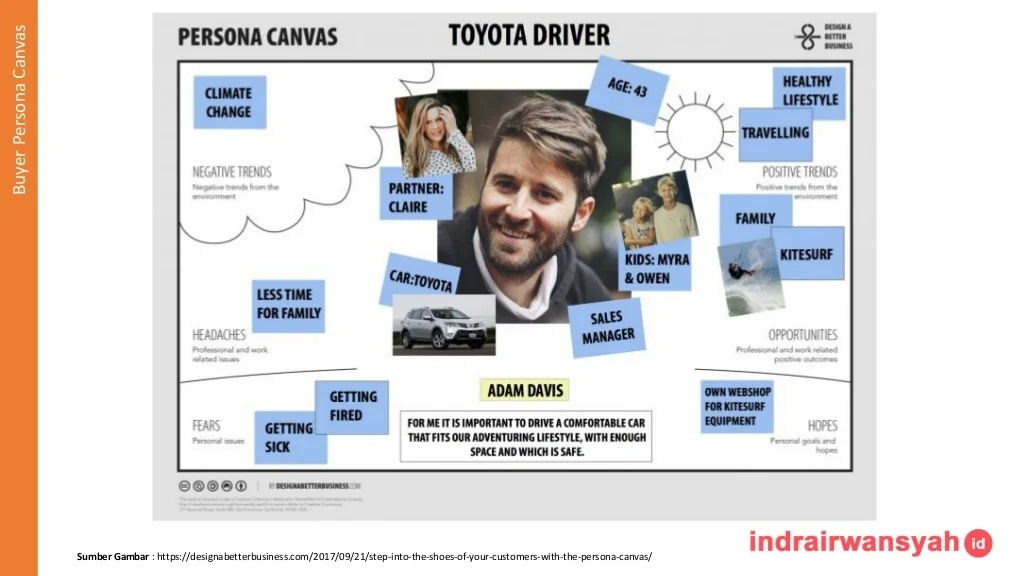 Buyer Persona Canvas
PERSONA CANVAS
TOYOTA DRIVER
DESIGN A
BETTER
BUSINESS
CLIMATE
CHANGE
NEGATIVE TRENDS
Negative trends from the
environment
AGE: 43
PARTNER:
CLAIRE
HEALTHY
LIFESTYLE
TRAVELLING
POSITIVE TRENDS
Positive trends from the
environment
FAMILY
KITESURF
KIDS: MYRA
& OWEN
CAR:TOYOTA
SALES
MANAGER
LESS TIME
FOR FAMILY
HEADACHES
Professional and work
related issues
OPPORTUNITIES
Professional and work related
positive outcomes
GETTING
FIRED
GETTING
SICK
FEARS
Personal issues
ADAM DAVIS
FOR ME IT IS IMPORTANT TO DRIVE A COMFORTABLE CAR
THAT FITS OUR ADVENTURING LIFESTYLE, WITH ENOUGH
SPACE AND WHICH IS SAFE.
OWN WEBSHOP
FOR KITESURF
EQUIPMENT
HOPES
Personal goals and
hopes
BY DESIGNABETTERBUSINESS.COM
Sumber Gambar : https://designabetterbusiness.com/2017/09/21/step-into-the-shoes-of-your-customers-with-the-persona-canvas/
indrairwansyah id